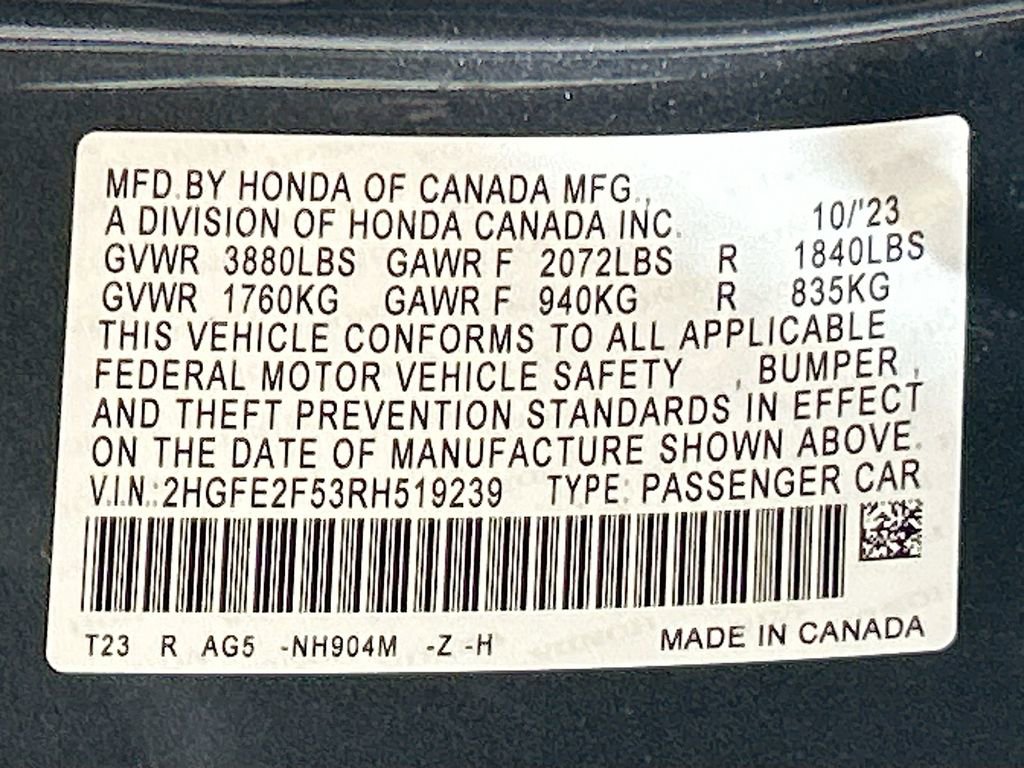 MFD.BY HONDA OF CANADA MFG.,
A DIVISION OF HONDA CANADA INC. 10/'23
GVWR 3880LBS GAWR F 2072LBS R 1840LBS
GVWR 1760KG GAWR F 940KG R 835KG
THIS VEHICLE CONFORMS TO ALL APPLICABLE
FEDERAL MOTOR VEHICLE SAFETY , BUMPER ,
AND THEFT PREVENTION STANDARDS IN EFFECT
ON THE DATE OF MANUFACTURE SHOWN ABOVE.
V.I.N.:2HGFE2F53RH519239 TYPE: PASSENGER CAR
T23 R AG5 -NH904M -Z -H MADE IN CANADA